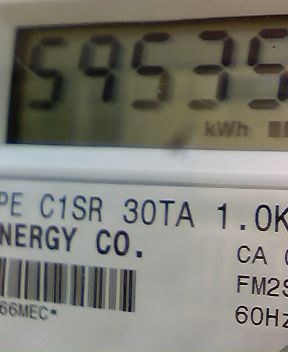 59535
kWh
PE C1SR 30TA 1.0K
NERGY CO.
CA
FM2S
66MEC*
60Hz